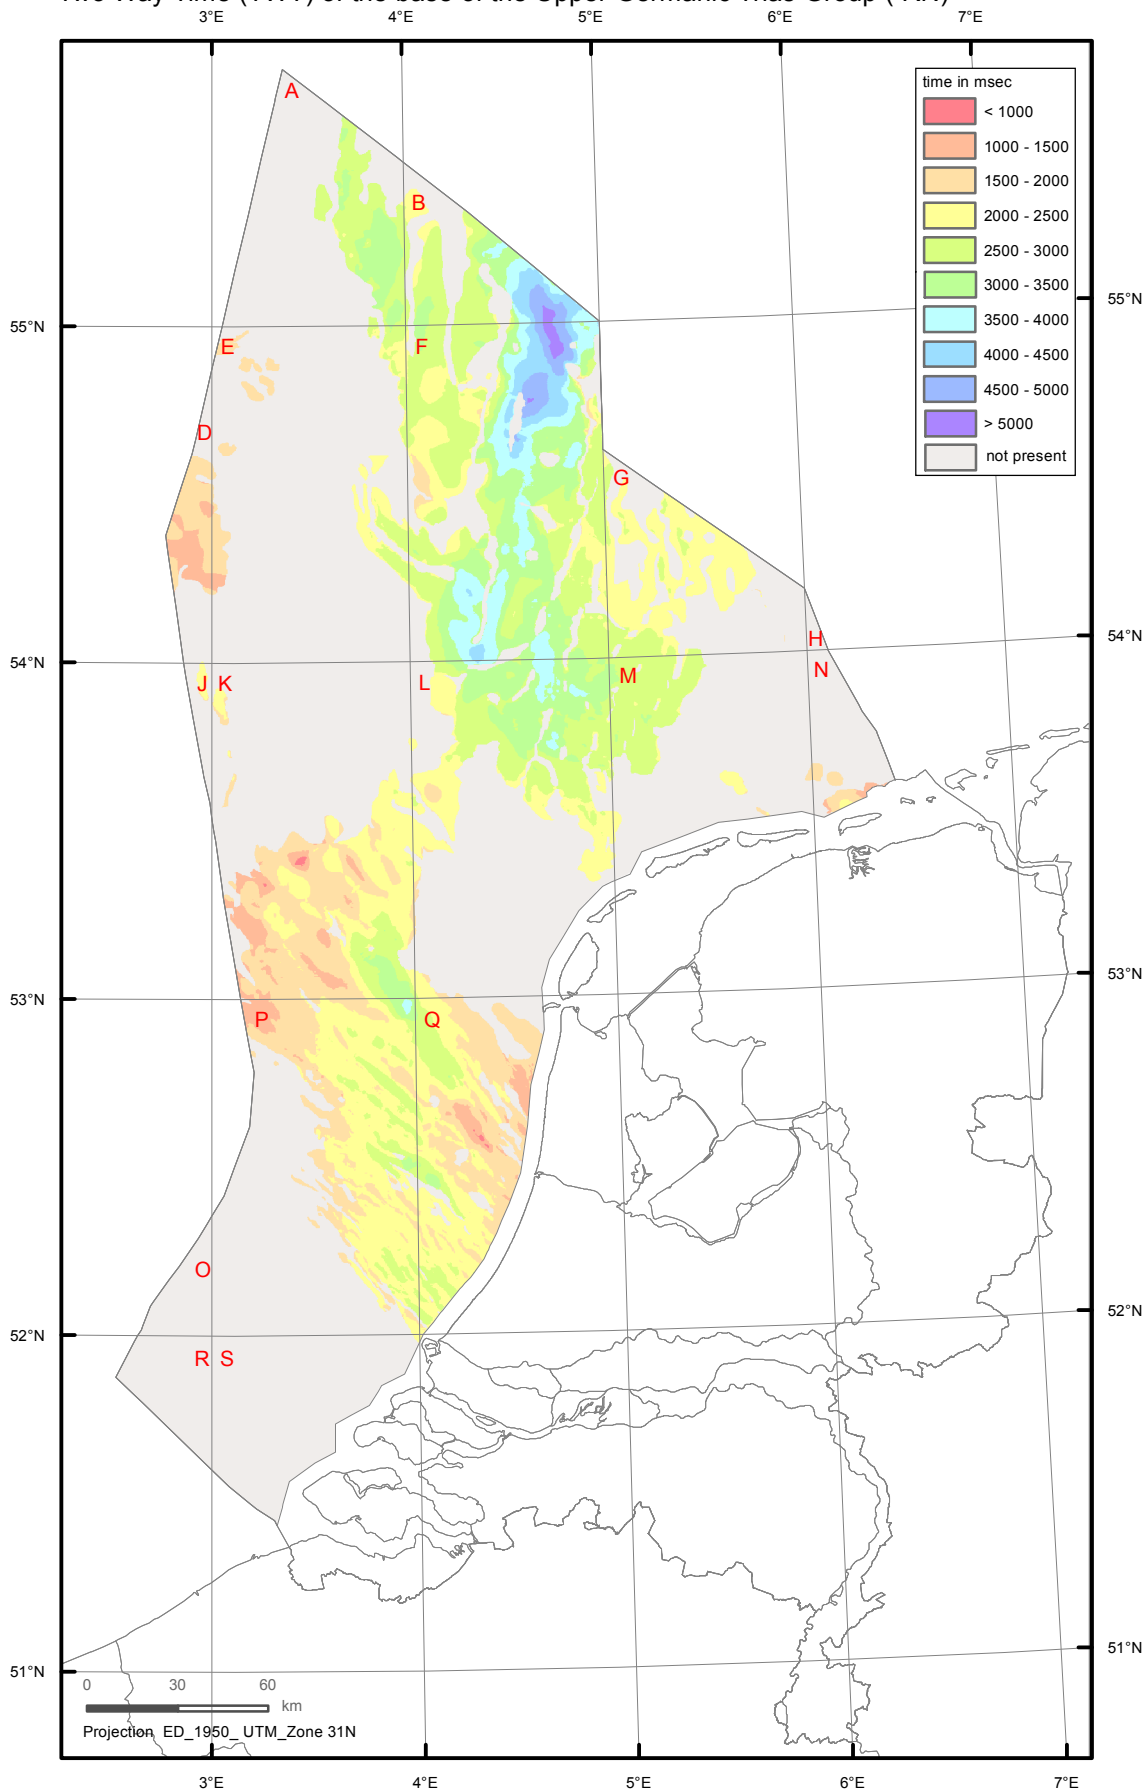 3°E 4°E 5°E 6°E 7°E
A
time in msec
< 1000
1000 - 1500
1500 - 2000
2000 - 2500
2500 - 3000
3000 - 3500
3500 - 4000
4000 - 4500
4500 - 5000
> 5000
not present
B
55°N
55°N
E
F
D
G
H
54°N
54°N
N
M
J K
L
53°N
53°N
P
Q
O
52°N
52°N
R S
51°N
51°N
0 30 60
km
Projection ED_1950_ UTM_Zone 31N
3°E 4°E 5°E 6°E 7°E